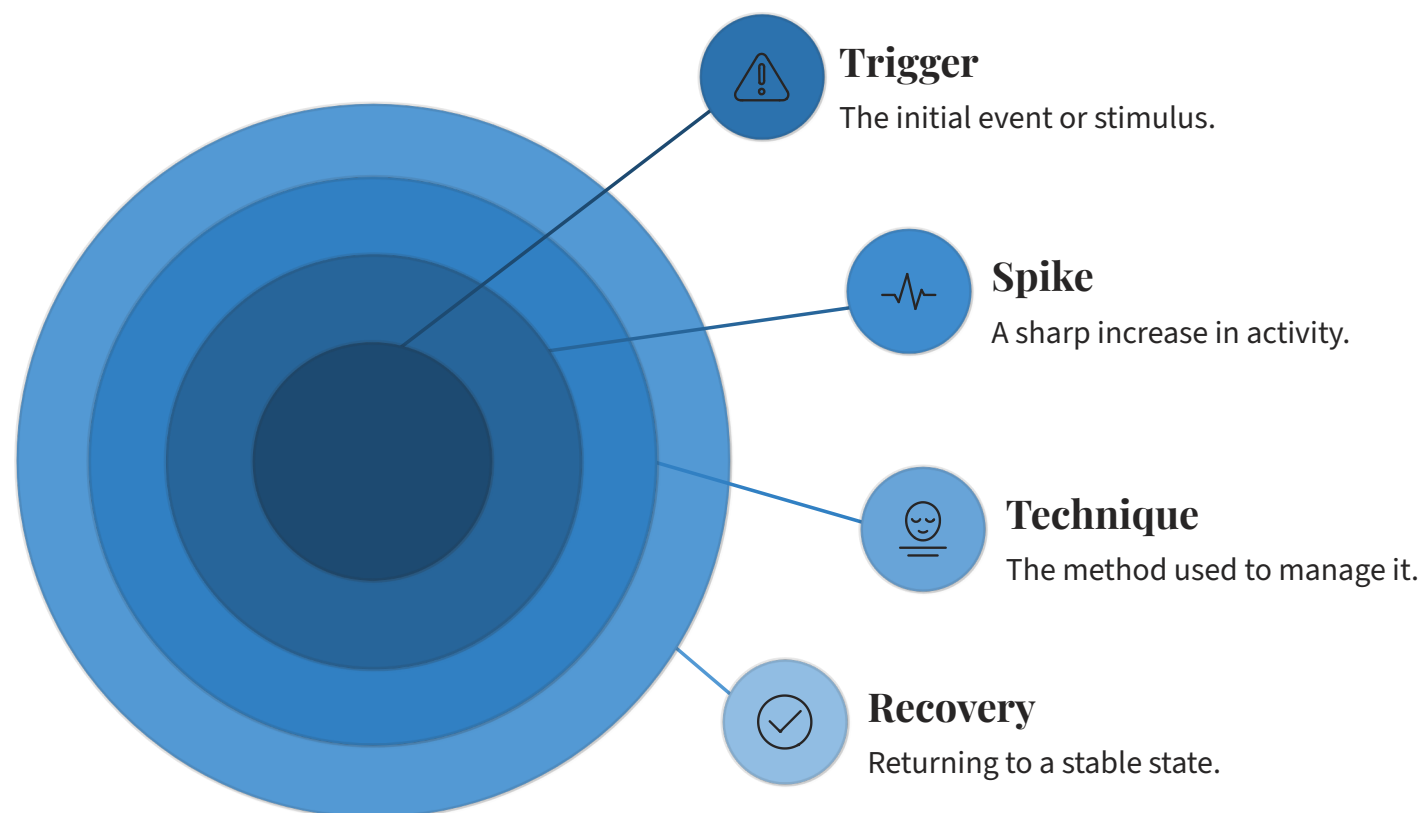 Trigger
The initial event or stimulus.
Spike
A sharp increase in activity.
Technique
The method used to manage it.
Recovery
Returning to a stable state.